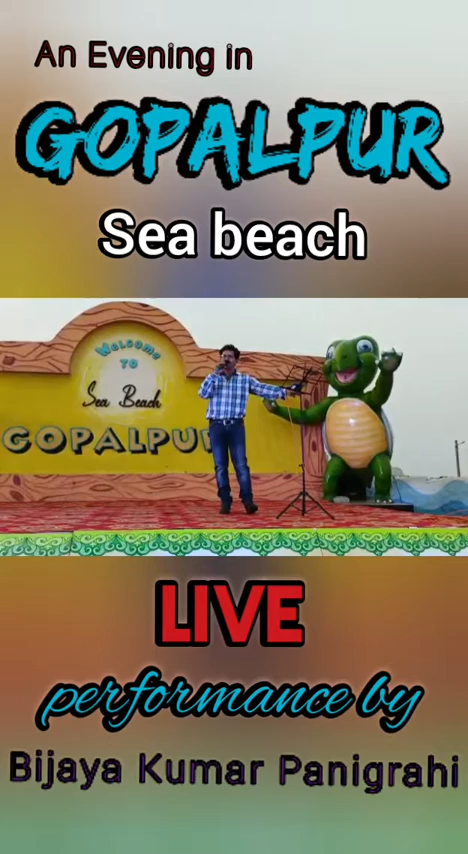 An Evening in
GOPALPUR
Sea beach
Welcome
TO
Sea Beach
GOPALPUR
LIVE
performance by
Bijaya Kumar Panigrahi